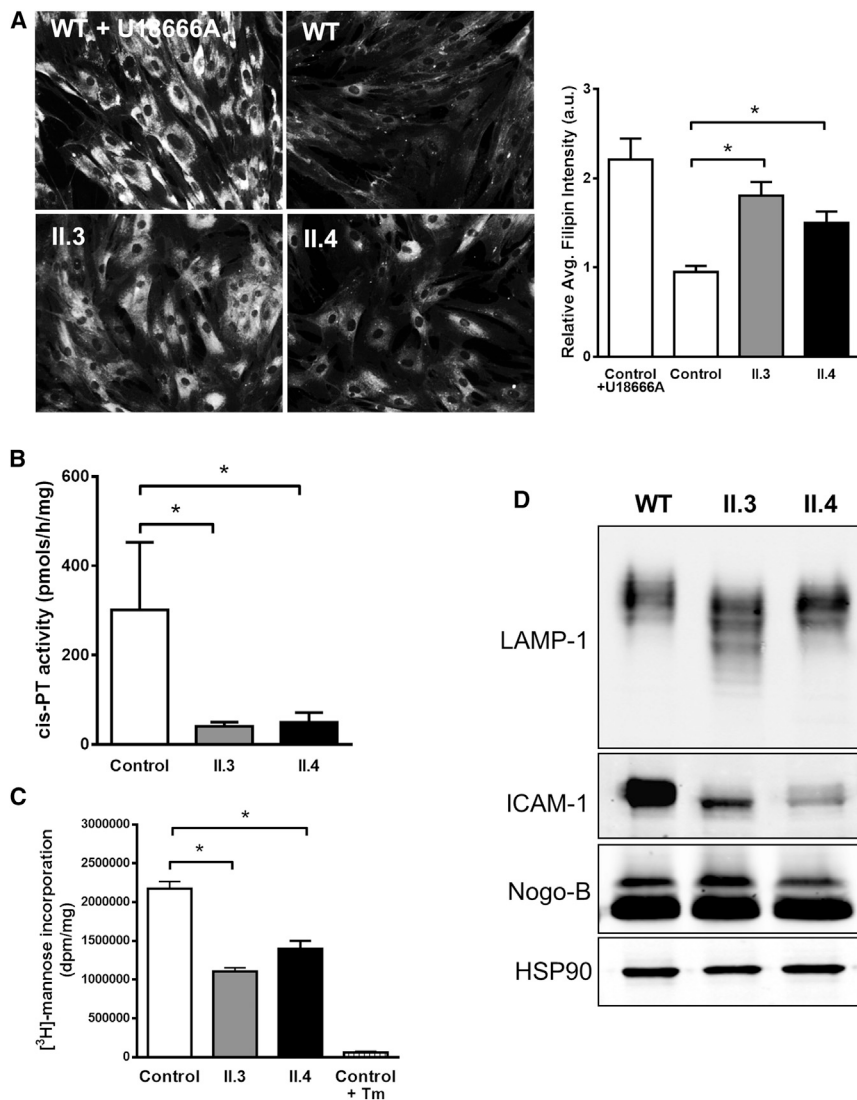 A
WT + U18666A
WT
II.3
II.4
Relative Avg. Filipin Intensity (a.u.)
3
2
1
0
*
*
Control
+U18666A
Control
II.3
II.4
B
cis-PT activity (pmols/h/mg)
600
400
200
0
*
*
Control
II.3
II.4
C
[³H]-mannose incorporation
(dpm/mg)
3000000
2500000
2000000
1500000
1000000
500000
0
*
*
Control
II.3
II.4
Control
+ Tm
D
WT
II.3
II.4
LAMP-1
ICAM-1
Nogo-B
HSP90